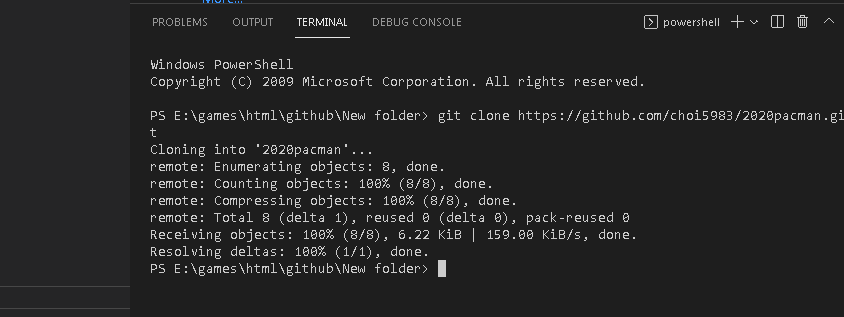 More...
PROBLEMS OUTPUT TERMINAL DEBUG CONSOLE powershell
Windows PowerShell
Copyright (C) 2009 Microsoft Corporation. All rights reserved.
PS E:\games\html\github\New folder> git clone https://github.com/choi5983/2020pacman.gi
t
Cloning into '2020pacman'...
remote: Enumerating objects: 8, done.
remote: Counting objects: 100% (8/8), done.
remote: Compressing objects: 100% (8/8), done.
remote: Total 8 (delta 1), reused 0 (delta 0), pack-reused 0
Receiving objects: 100% (8/8), 6.22 KiB | 159.00 KiB/s, done.
Resolving deltas: 100% (1/1), done.
PS E:\games\html\github\New folder>